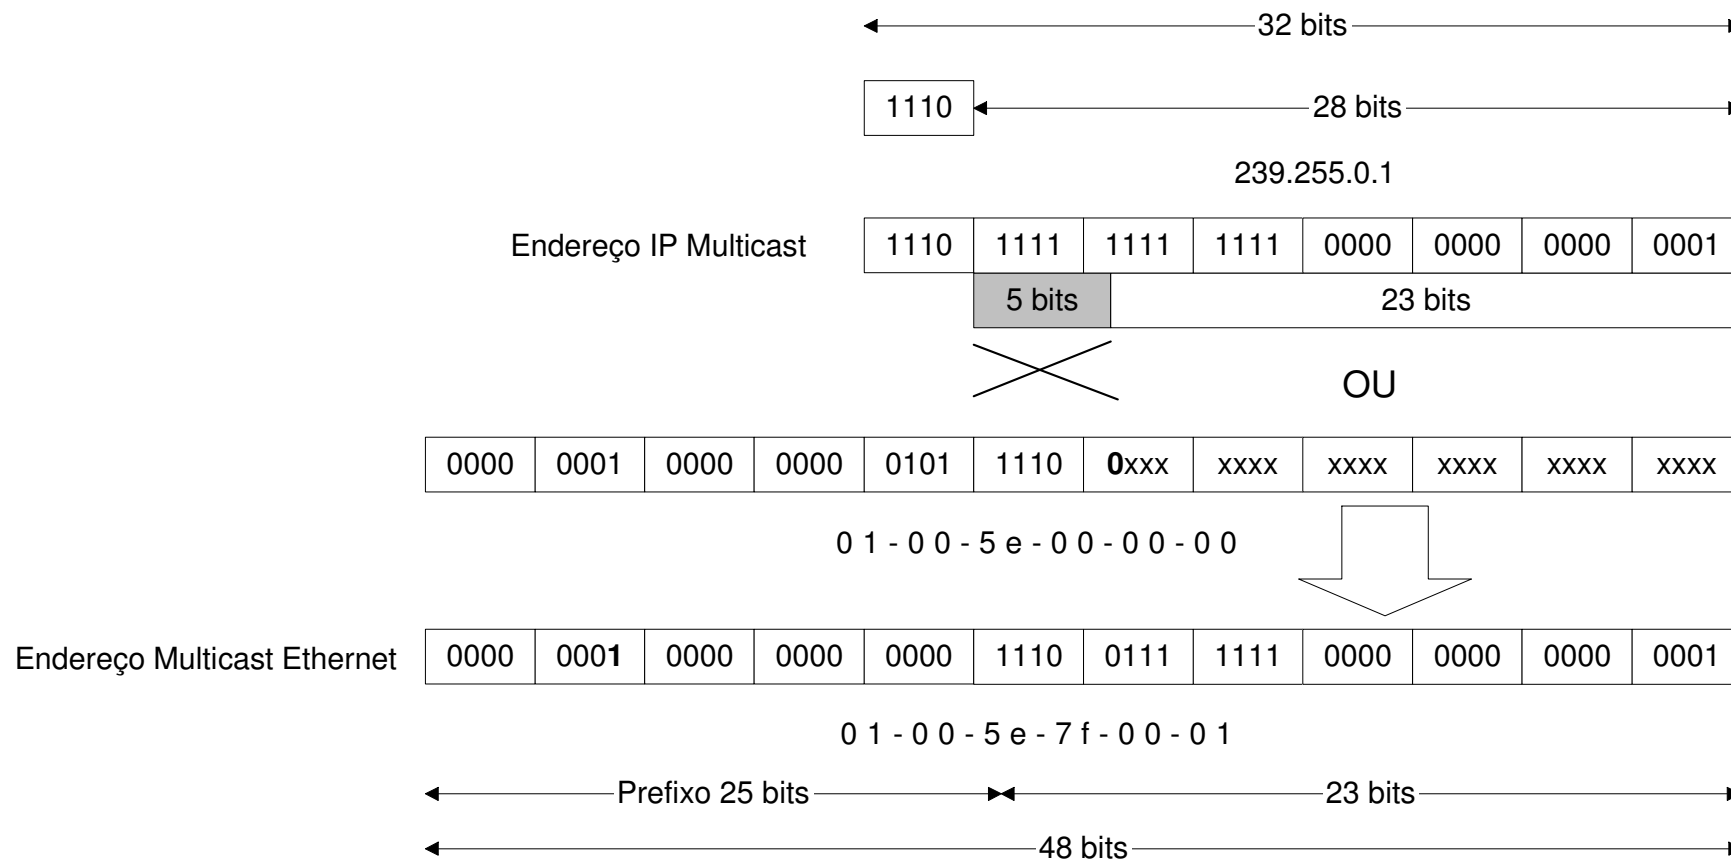 32 bits
1110 28 bits
239.255.0.1
Endereço IP Multicast 1110 1111 1111 1111 0000 0000 0000 0001
5 bits 23 bits
OU
0000 0001 0000 0000 0101 1110 0xxx xxxx xxxx xxxx xxxx xxxx
0 1 - 0 0 - 5 e - 0 0 - 0 0 - 0 0
Endereço Multicast Ethernet 0000 0001 0000 0000 0000 1110 0111 1111 0000 0000 0000 0001
0 1 - 0 0 - 5 e - 7 f - 0 0 - 0 1
Prefixo 25 bits 23 bits
48 bits